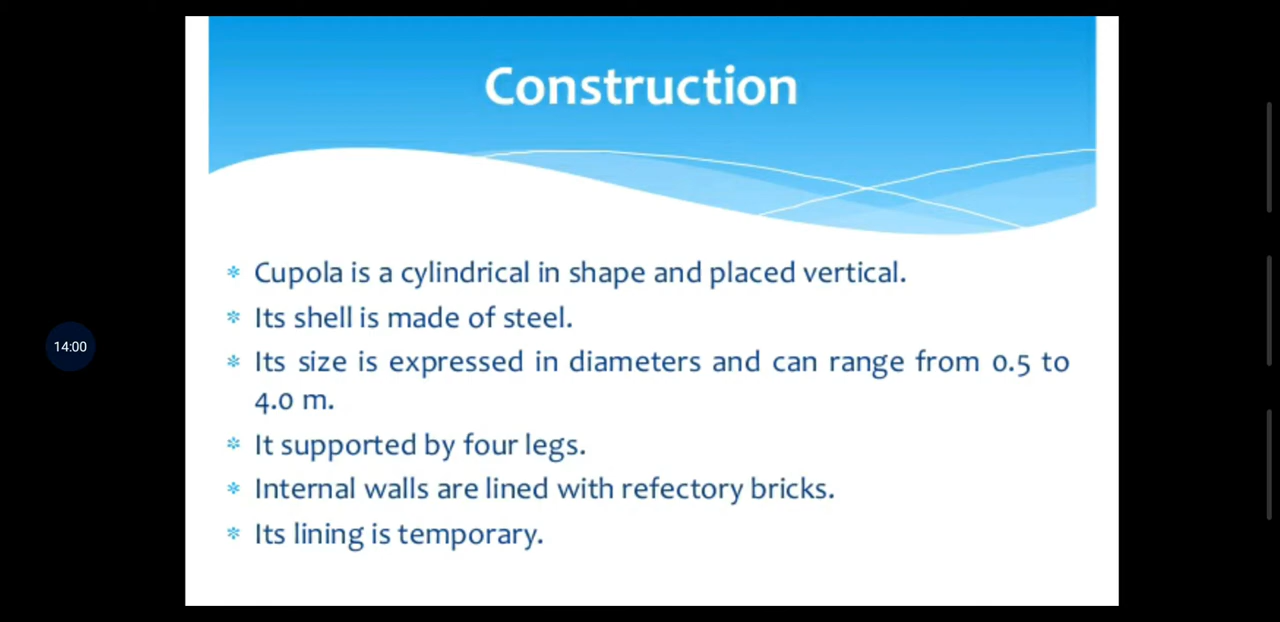 Construction
Cupola is a cylindrical in shape and placed vertical.
Its shell is made of steel.
Its size is expressed in diameters and can range from 0.5 to
4.0 m.
It supported by four legs.
Internal walls are lined with refectory bricks.
Its lining is temporary.
14:00